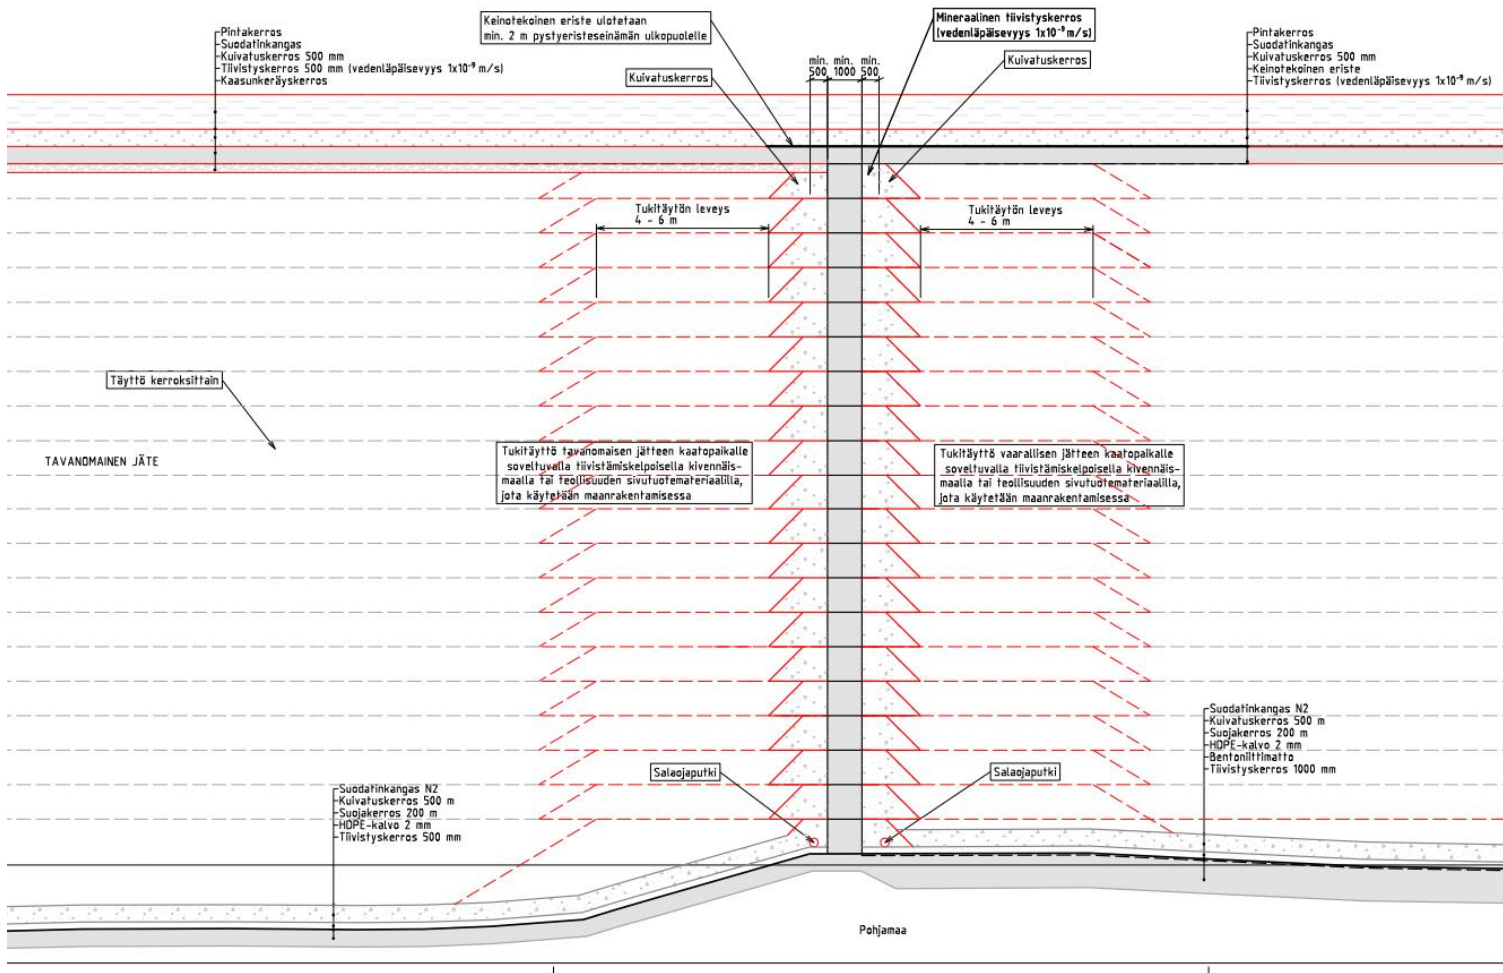 Pintakerros
Suodatinkangas
Kuivatuskerros 500 mm
Tiivistyskerros 500 mm (vedenläpäisevyys 1x10⁻⁹ m/s)
Kaasunkeräyskerros
Keinotekoinen eriste ulotetaan
min. 2 m pystyeristeseinämän ulkopuolelle
Kuivatuskerros
min. min. min.
500 1000 500
Mineraalinen tiivistyskerros
(vedenläpäisevyys 1x10⁻⁹ m/s)
Kuivatuskerros
Pintakerros
Suodatinkangas
Kuivatuskerros 500 mm
Keinotekoinen eriste
Tiivistyskerros (vedenläpäisevyys 1x10⁻⁹ m/s)
Tukitäytön leveys
4 - 6 m
Tukitäytön leveys
4 - 6 m
Täyttö kerroksittain
TAVANOMAINEN JÄTE
Tukitäyttö tavanomaisen jätteen kaatopaikalle
soveltuvalla tiivistämiskelpoisella kivennäis-
maalla tai teollisuuden sivutuotemateriaalilla,
jota käytetään maanrakentamisessa
Tukitäyttö vaarallisen jätteen kaatopaikalle
soveltuvalla tiivistämiskelpoisella kivennäis-
maalla tai teollisuuden sivutuotemateriaalilla,
jota käytetään maanrakentamisessa
Salaojaputki
Salaojaputki
Suodatinkangas N2
Kuivatuskerros 500 m
Suojakerros 200 m
HDPE-kalvo 2 mm
Tiivistyskerros 500 mm
Suodatinkangas N2
Kuivatuskerros 500 m
Suojakerros 200 m
HDPE-kalvo 2 mm
Bentoniittimatto
Tiivistyskerros 1000 mm
Pohjamaa